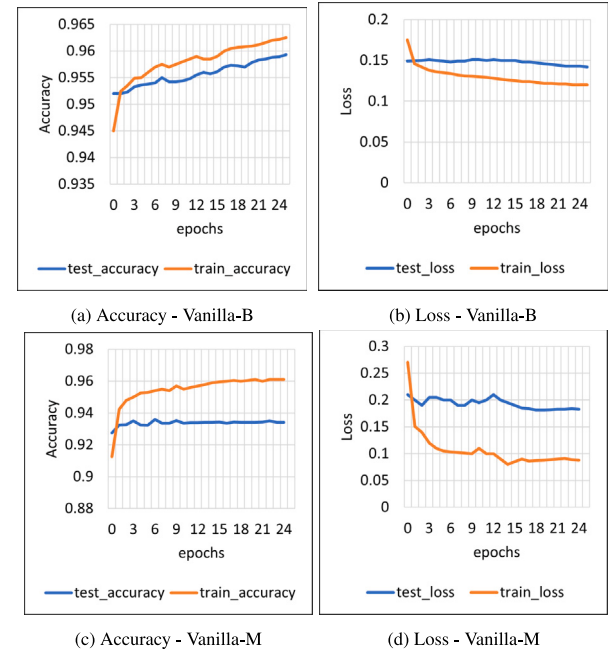 0.965
0.96
0.955
0.95
0.945
0.94
0.935
Accuracy
0 3 6 9 12 15 18 21 24
epochs
test_accuracy train_accuracy
(a) Accuracy - Vanilla-B
0.2
0.15
0.1
0.05
0
Loss
0 3 6 9 12 15 18 21 24
epochs
test_loss train_loss
(b) Loss - Vanilla-B
0.98
0.96
0.94
0.92
0.9
0.88
Accuracy
0 3 6 9 12 15 18 21 24
epochs
test_accuracy train_accuracy
(c) Accuracy - Vanilla-M
0.3
0.25
0.2
0.15
0.1
0.05
0
Loss
0 3 6 9 12 15 18 21 24
epochs
test_loss train_loss
(d) Loss - Vanilla-M